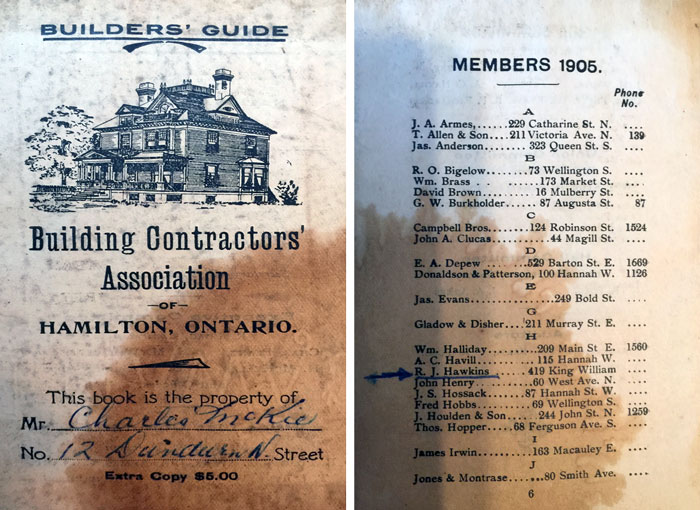 BUILDERS' GUIDE
Building Contractors'
Association
-OF-
HAMILTON, ONTARIO.
This book is the property of
Mr. Charles McKie
No. 12 Sundurn N. Street
Extra Copy $5.00
MEMBERS 1905.
Phone
No.
A
J. A. Armes,......229 Catharine St. N. ....
T. Allen & Son....211 Victoria Ave. N. 139
Jas. Anderson......323 Queen St. S. ....
B
R. O. Bigelow........73 Wellington S. ....
Wm. Brass . . .....173 Market St. ....
David Brown........16 Mulberry St. ....
G. W. Burkholder......87 Augusta St. 87
C
Campbell Bros......124 Robinson St. 1524
John A. Clucas........44 Magill St. ....
D
E. A. Depew ......529 Barton St. E. 1669
Donaldson & Patterson, 100 Hannah W. 1126
E
Jas. Evans............249 Bold St. ....
G
Gladow & Disher..211 Murray St. E. ....
H
Wm. Halliday........209 Main St E. 1560
A. C. Havill........115 Hannah W. ....
R. J. Hawkins ......419 King William ....
John Henry........60 West Ave. N. ....
J. S. Hossack......87 Hannah St. W. ....
Fred Hobbs........69 Wellington S. ....
J. Houlden & Son....244 John St. N. 1259
Thos. Hopper....68 Ferguson Ave. S. ....
I
James Irwin........163 Macauley E. ....
J
Jones & Montrase....80 Smith Ave. ....
6